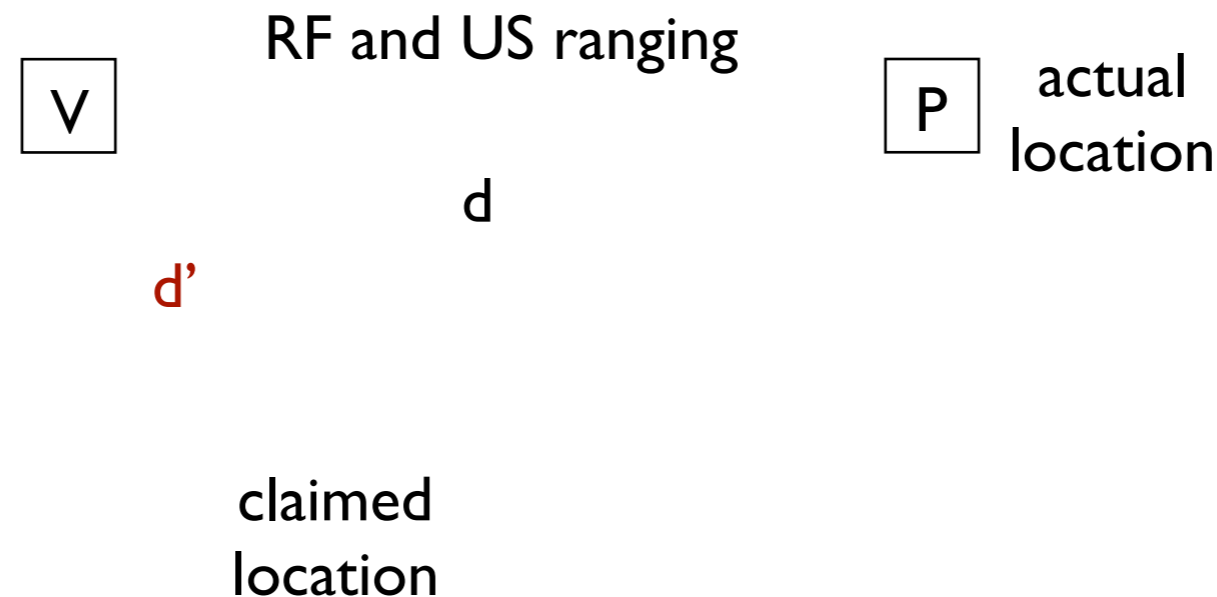 RF and US ranging
V
P
actual
location
d
d’
claimed
location